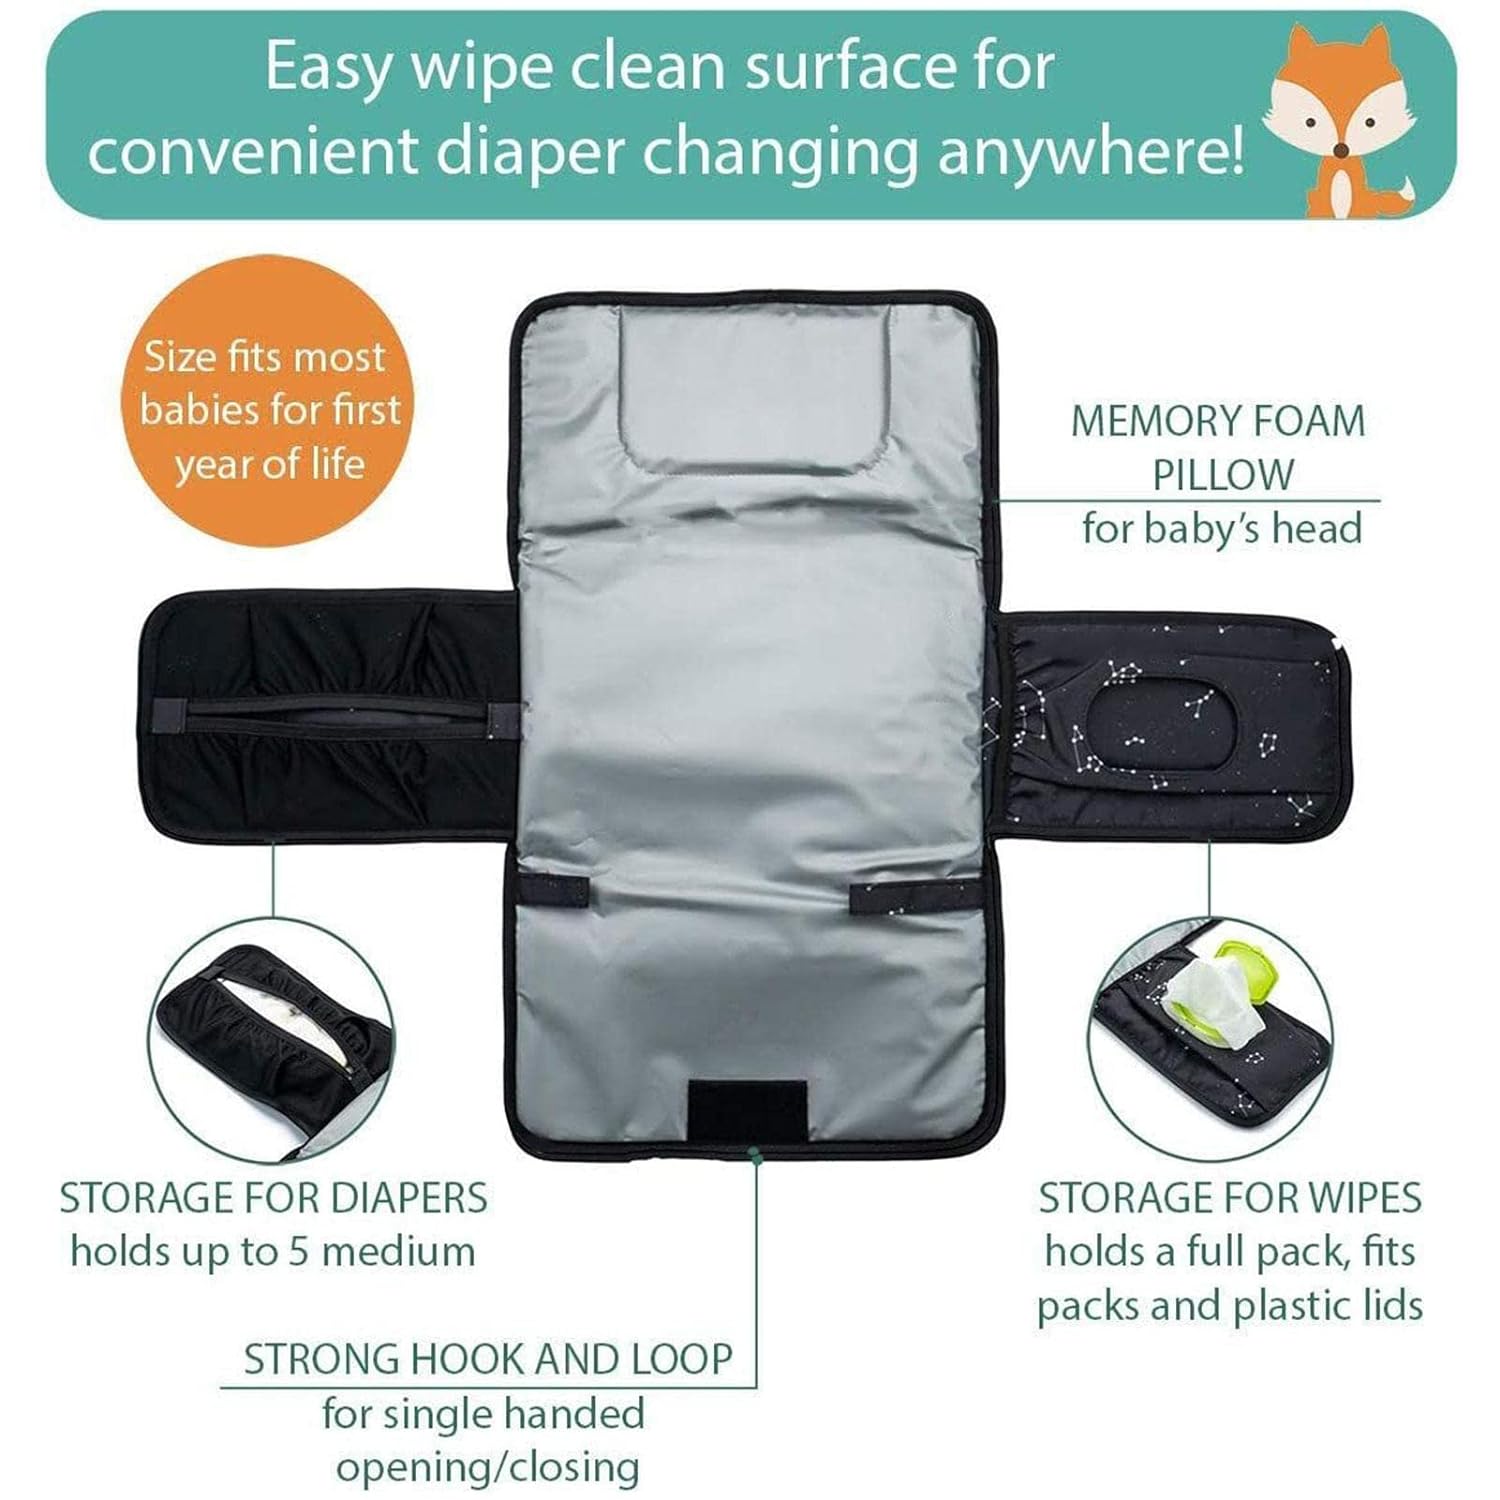 Easy wipe clean surface for
convenient diaper changing anywhere!
Size fits most
babies for first
year of life
MEMORY FOAM
PILLOW
for baby's head
STORAGE FOR DIAPERS
holds up to 5 medium
STORAGE FOR WIPES
holds a full pack, fits
packs and plastic lids
STRONG HOOK AND LOOP
for single handed
opening/closing